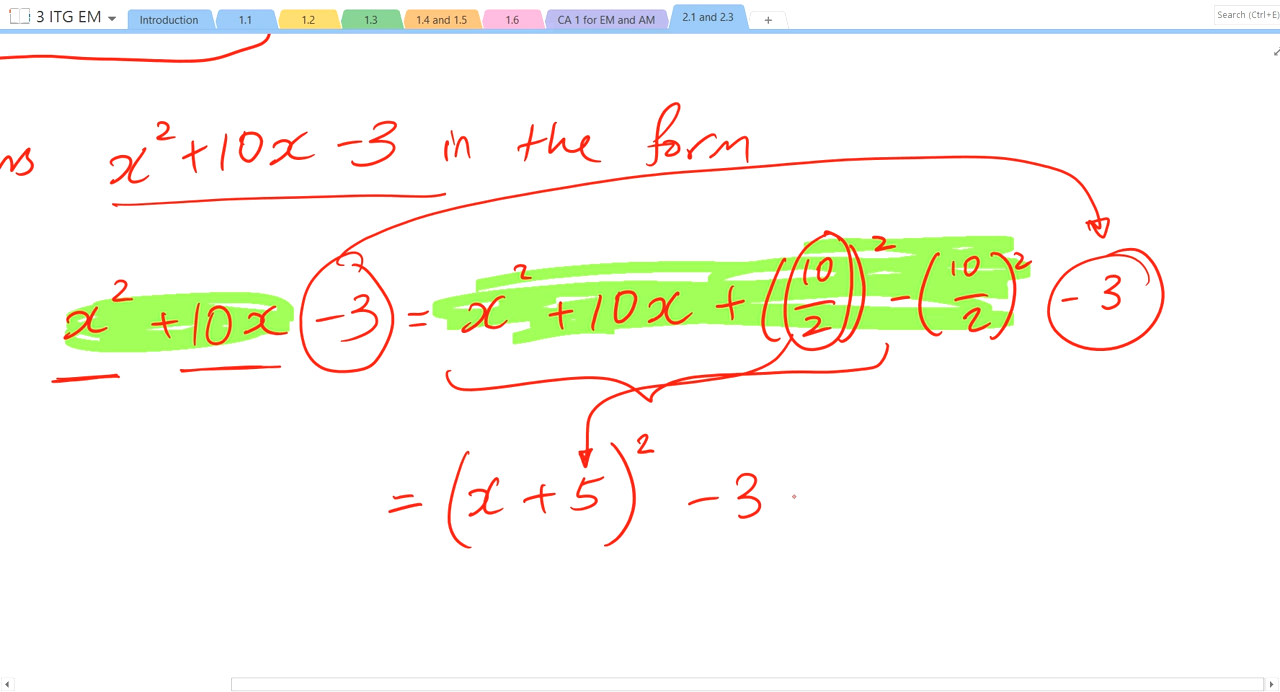 3 ITG EM Introduction 1.1 1.2 1.3 1.4 and 1.5 1.6 CA 1 for EM and AM 2.1 and 2.3 + Search (Ctrl+E)
x² + 10x - 3 in the form
x² + 10x - 3 = x² + 10x + (10/2)² - (10/2)² - 3
= (x + 5)² - 3